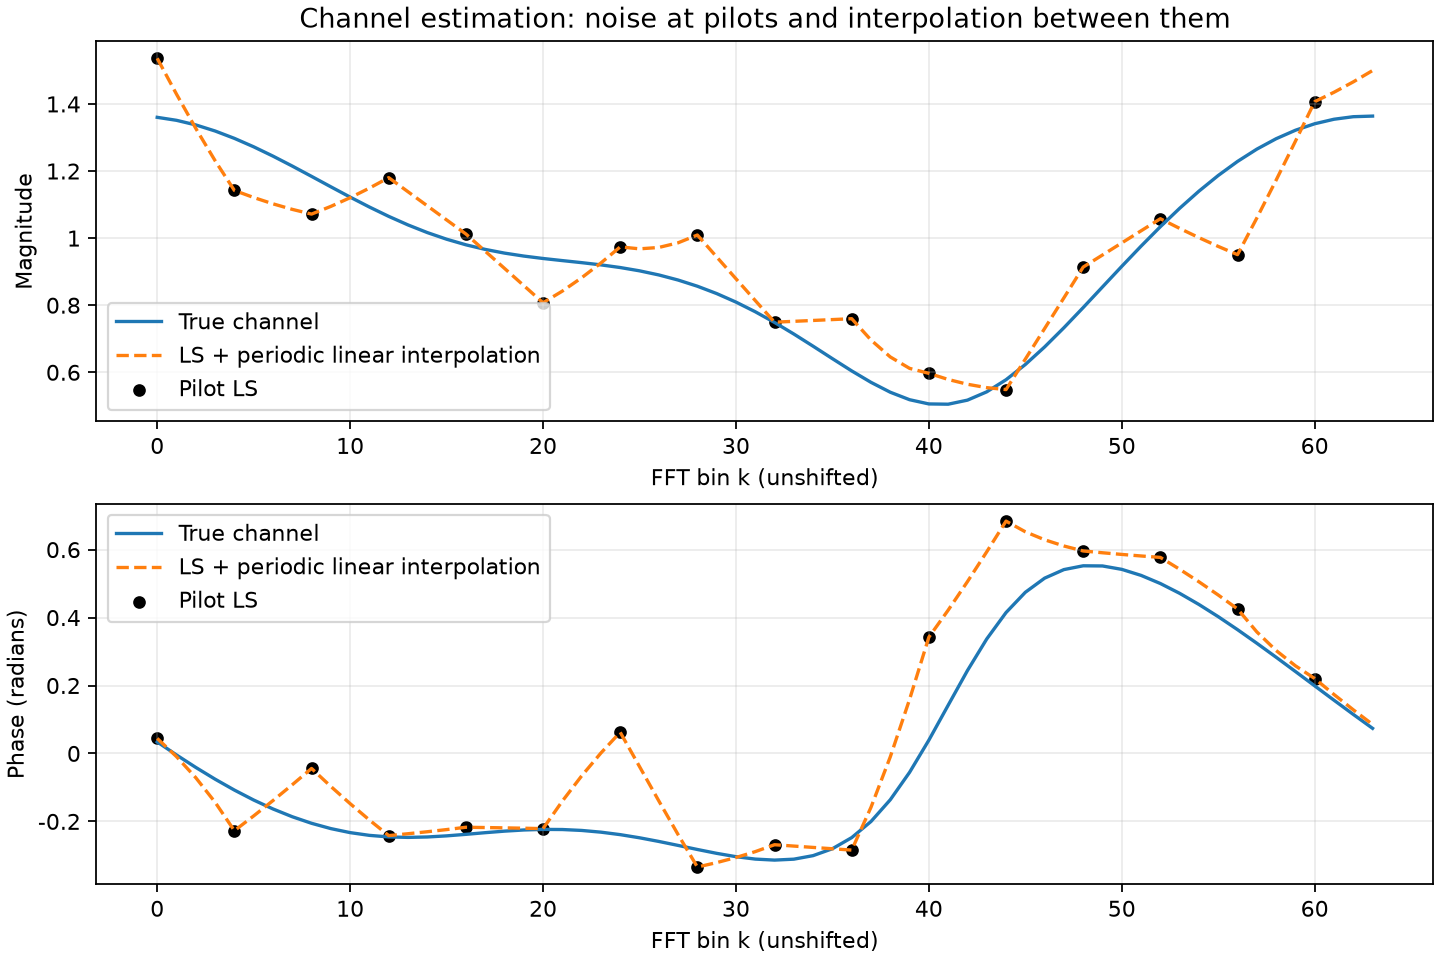 Channel estimation: noise at pilots and interpolation between them
Magnitude
1.4
1.2
1
0.8
0.6
True channel
LS + periodic linear interpolation
Pilot LS
0 10 20 30 40 50 60
FFT bin k (unshifted)
Phase (radians)
0.6
0.4
0.2
0
-0.2
True channel
LS + periodic linear interpolation
Pilot LS
0 10 20 30 40 50 60
FFT bin k (unshifted)